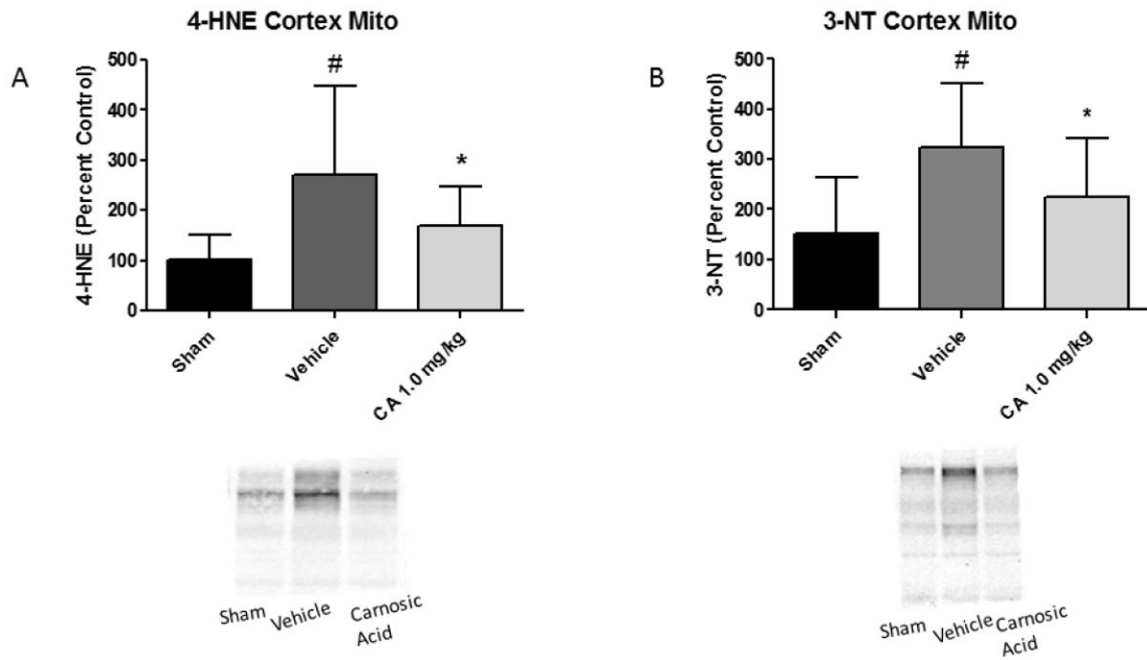 A
4-HNE Cortex Mito
4-HNE (Percent Control)
500
400
300
200
100
0
#
*
Sham
Vehicle
CA 1.0 mg/kg
Sham
Vehicle
Carnosic
Acid
B
3-NT Cortex Mito
3-NT (Percent Control)
500
400
300
200
100
0
#
*
Sham
Vehicle
CA 1.0 mg/kg
Sham
Vehicle
Carnosic
Acid